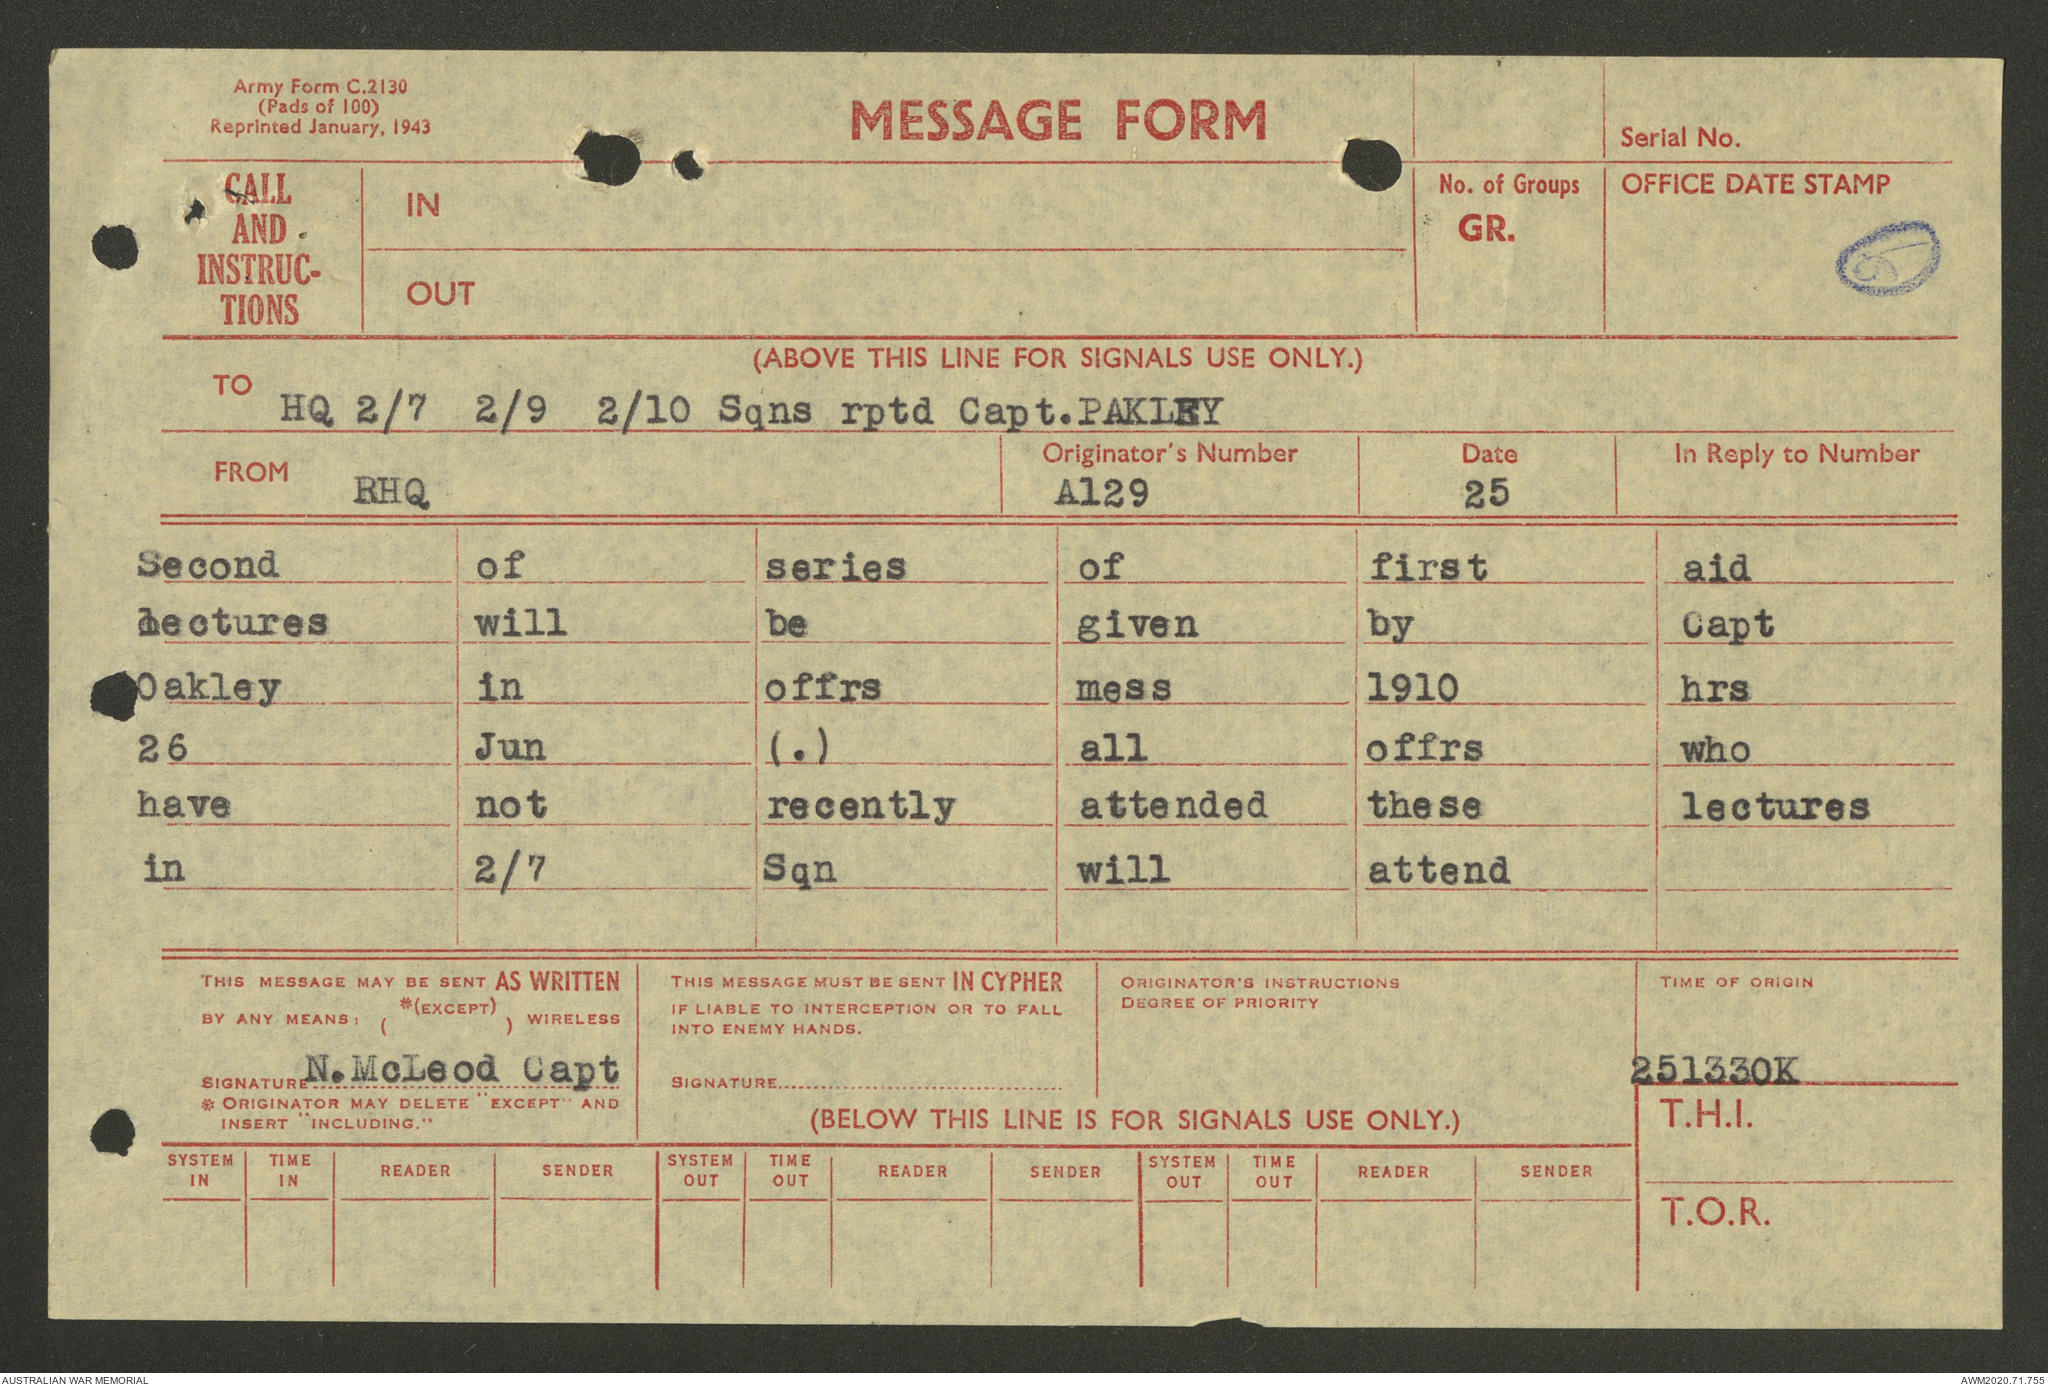 Army Form C.2130
(Pads of 100)
Reprinted January, 1943
MESSAGE FORM
Serial No.
CALL
AND
INSTRUC-
TIONS
IN
OUT
No. of Groups
GR.
OFFICE DATE STAMP
(ABOVE THIS LINE FOR SIGNALS USE ONLY.)
TO HQ 2/7 2/9 2/10 Sqns rptd Capt.PAKLEY
FROM RHQ
Originator's Number
A129
Date
25
In Reply to Number
Second of series of first aid
lectures will be given by Capt
Oakley in offrs mess 1910 hrs
26 Jun (.) all offrs who
have not recently attended these lectures
in 2/7 Sqn will attend
THIS MESSAGE MAY BE SENT AS WRITTEN
BY ANY MEANS: ( *(EXCEPT) ) WIRELESS
SIGNATURE N.McLeod Capt
* ORIGINATOR MAY DELETE "EXCEPT" AND
INSERT "INCLUDING."
THIS MESSAGE MUST BE SENT IN CYPHER
IF LIABLE TO INTERCEPTION OR TO FALL
INTO ENEMY HANDS.
SIGNATURE
ORIGINATOR'S INSTRUCTIONS
DEGREE OF PRIORITY
TIME OF ORIGIN
251330K
(BELOW THIS LINE IS FOR SIGNALS USE ONLY.)
T.H.I.
T.O.R.
SYSTEM IN TIME IN READER SENDER SYSTEM OUT TIME OUT READER SENDER SYSTEM OUT TIME OUT READER SENDER
AUSTRALIAN WAR MEMORIAL
AWM2020.71.755